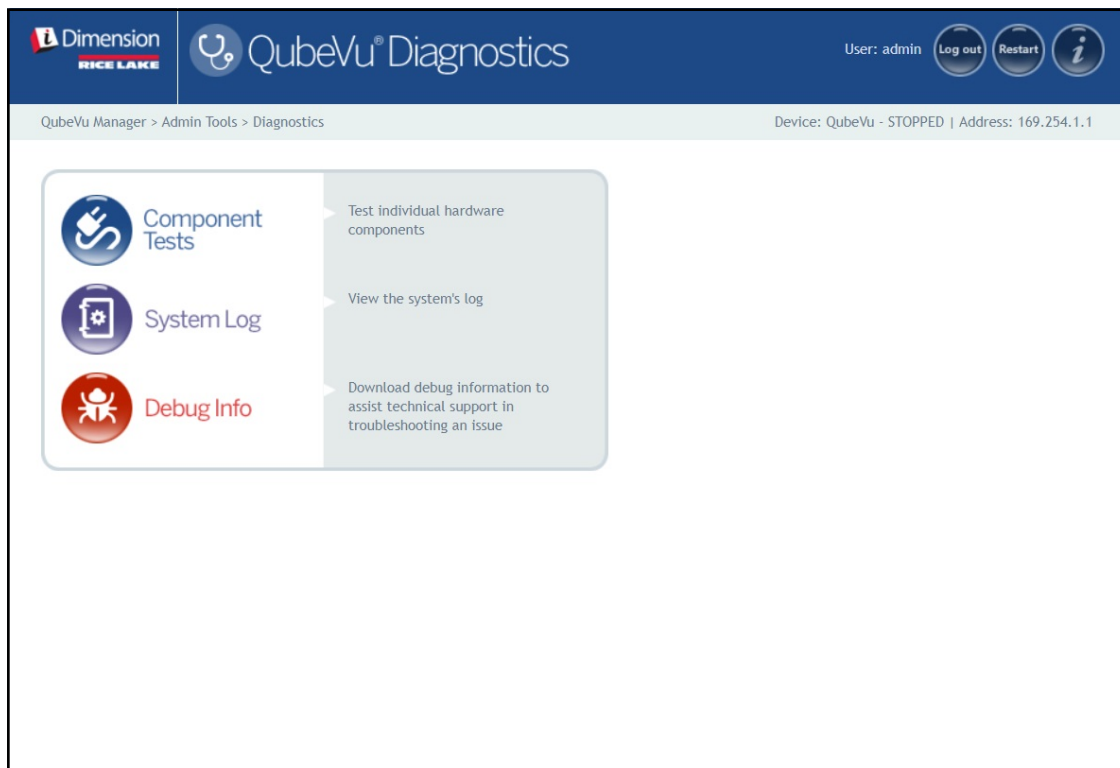 i Dimension
RICE LAKE
QubeVu® Diagnostics
User: admin
Log out
Restart
i
QubeVu Manager > Admin Tools > Diagnostics
Device: QubeVu - STOPPED | Address: 169.254.1.1
Component
Tests
Test individual hardware
components
System Log
View the system's log
Debug Info
Download debug information to
assist technical support in
troubleshooting an issue